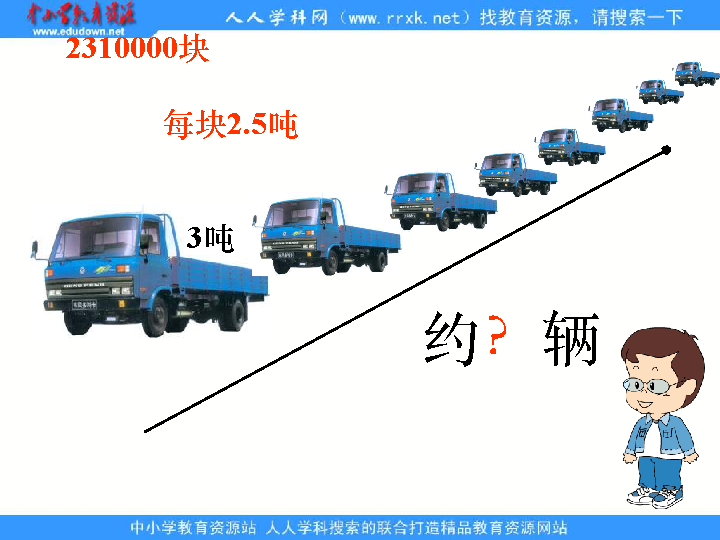 中小学教育资源
www.edudown.net
人人学科网（www.rrxk.net）找教育资源，请搜索一下
2310000块
每块2.5吨
3吨
约？辆
中小学教育资源站 人人学科搜索的联合打造精品教育资源网站